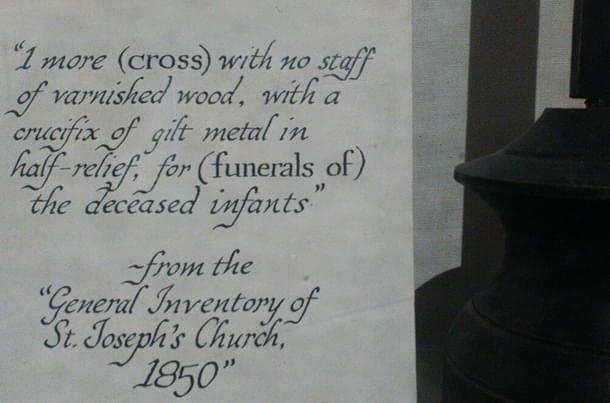 “1 more (cross) with no staff
of varnished wood, with a
crucifix of gilt metal in
half-relief, for (funerals of)
the deceased infants”
~from the
“General Inventory of
St. Joseph's Church,
1850”